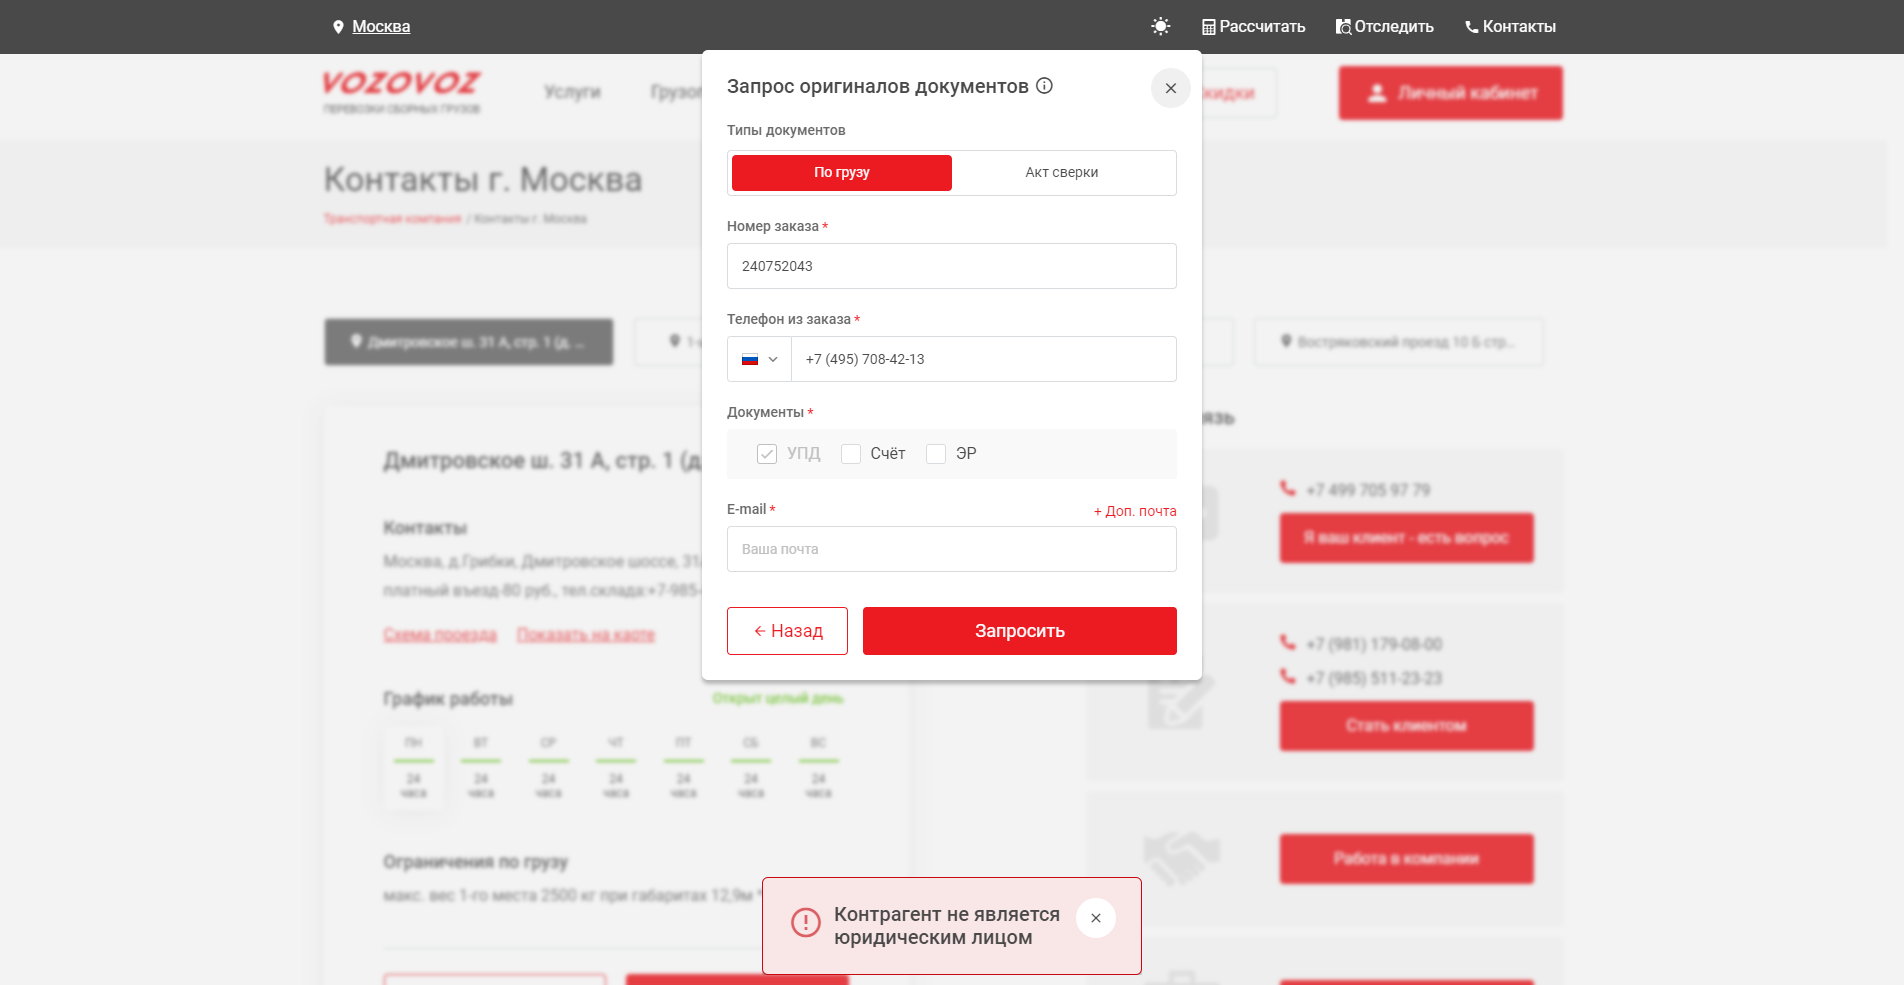 Москва
Рассчитать
Отследить
Контакты
VOZOVOZ
ПЕРЕВОЗКИ СБОРНЫХ ГРУЗОВ
Услуги
Личный кабинет
Контакты г. Москва
Транспортная компания / Контакты г. Москва
Дмитровское ш. 31 А, стр. 1 (д. ...
Востряковский проезд 10 Б стр...
Дмитровское ш. 31 А, стр. 1 (д.
Контакты
Москва, д.Грибки, Дмитровское шоссе, 31
платный въезд-80 руб., тел.склада:+7-985-
Схема проезда
Показать на карте
График работы
Открыт целый день
ПН ВТ СР ЧТ ПТ СБ ВС
24 24 24 24 24 24 24
часа часа часа часа часа часа часа
Ограничения по грузу
макс. вес 1-го места 2500 кг при габаритах 12,9м *
Запрос оригиналов документов
Типы документов
По грузу
Акт сверки
Номер заказа *
240752043
Телефон из заказа *
+7 (495) 708-42-13
Документы *
УПД
Счёт
ЭР
E-mail *
+ Доп. почта
Ваша почта
← Назад
Запросить
+7 499 705 97 79
Я ваш клиент - есть вопрос
+7 (981) 179-08-00
+7 (985) 511-23-23
Стать клиентом
Работа в компании
Контрагент не является
юридическим лицом